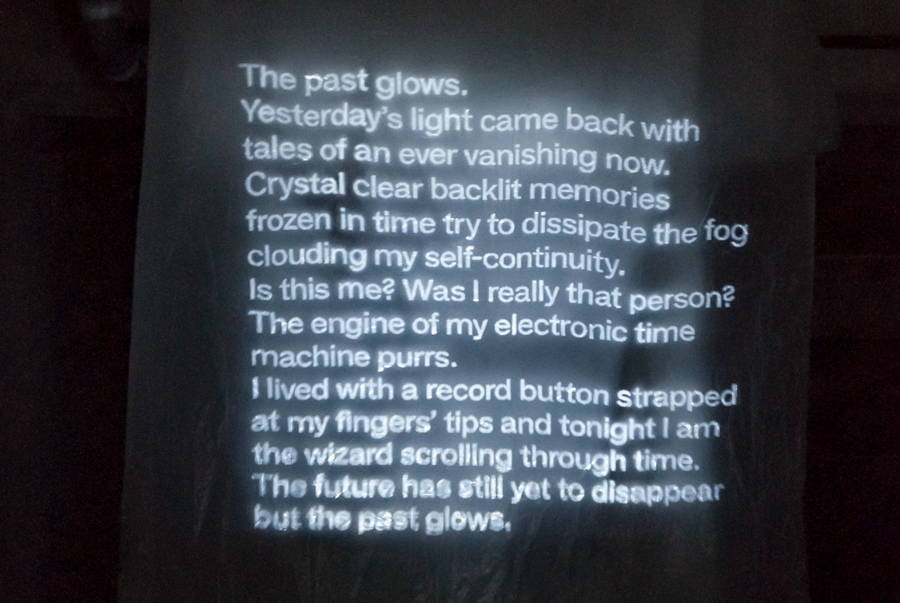 The past glows.
Yesterday's light came back with
tales of an ever vanishing now.
Crystal clear backlit memories
frozen in time try to dissipate the fog
clouding my self-continuity.
Is this me? Was I really that person?
The engine of my electronic time
machine purrs.
I lived with a record button strapped
at my fingers' tips and tonight I am
the wizard scrolling through time.
The future has still yet to disappear
but the past glows.